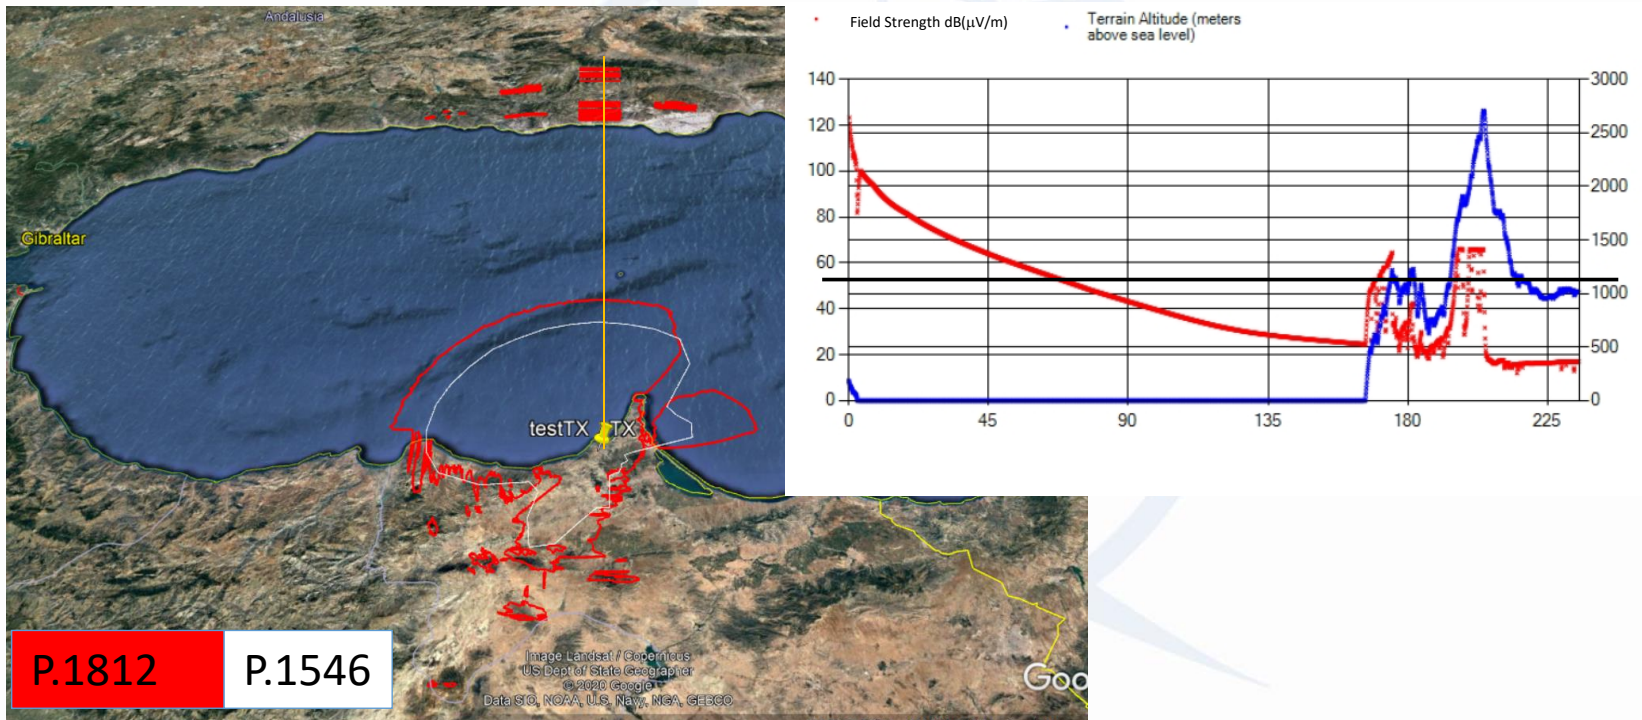 Andalusia
Gibraltar
testTX
TX
P.1812
P.1546
Image Landsat / Copernicus
US Dept of State Geographer
© 2020 Google
Data SIO, NOAA, U.S. Navy, NGA, GEBCO
Goo
Field Strength dB(μV/m)
Terrain Altitude (meters
above sea level)
140
120
100
80
60
40
20
0
3000
2500
2000
1500
1000
500
0
0
45
90
135
180
225